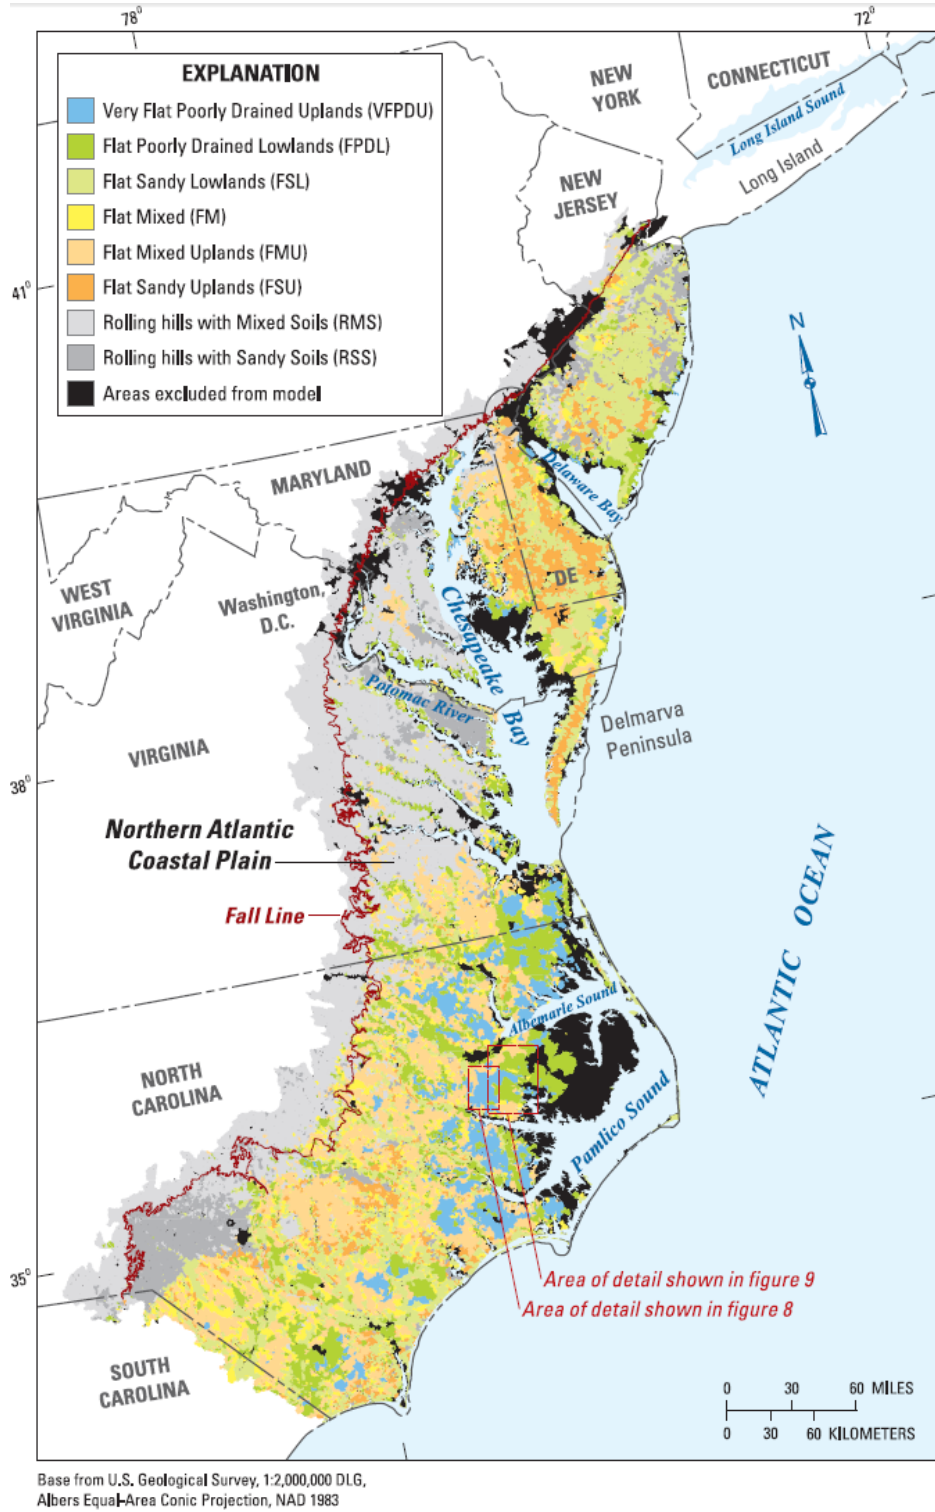 78°
72°
EXPLANATION
Very Flat Poorly Drained Uplands (VFPDU)
Flat Poorly Drained Lowlands (FPDL)
Flat Sandy Lowlands (FSL)
Flat Mixed (FM)
Flat Mixed Uplands (FMU)
Flat Sandy Uplands (FSU)
Rolling hills with Mixed Soils (RMS)
Rolling hills with Sandy Soils (RSS)
Areas excluded from model
NEW
YORK
CONNECTICUT
Long Island Sound
Long Island
NEW
JERSEY
41°
N
MARYLAND
Delaware Bay
WEST
VIRGINIA
Washington,
D.C.
DE
Chesapeake
Bay
Potomac River
Delmarva
Peninsula
VIRGINIA
38°
Northern Atlantic
Coastal Plain
Fall Line
ATLANTIC OCEAN
Albemarle Sound
NORTH
CAROLINA
Pamlico Sound
35°
Area of detail shown in figure 9
Area of detail shown in figure 8
SOUTH
CAROLINA
0 30 60 MILES
0 30 60 KILOMETERS
Base from U.S. Geological Survey, 1:2,000,000 DLG,
Albers Equal-Area Conic Projection, NAD 1983